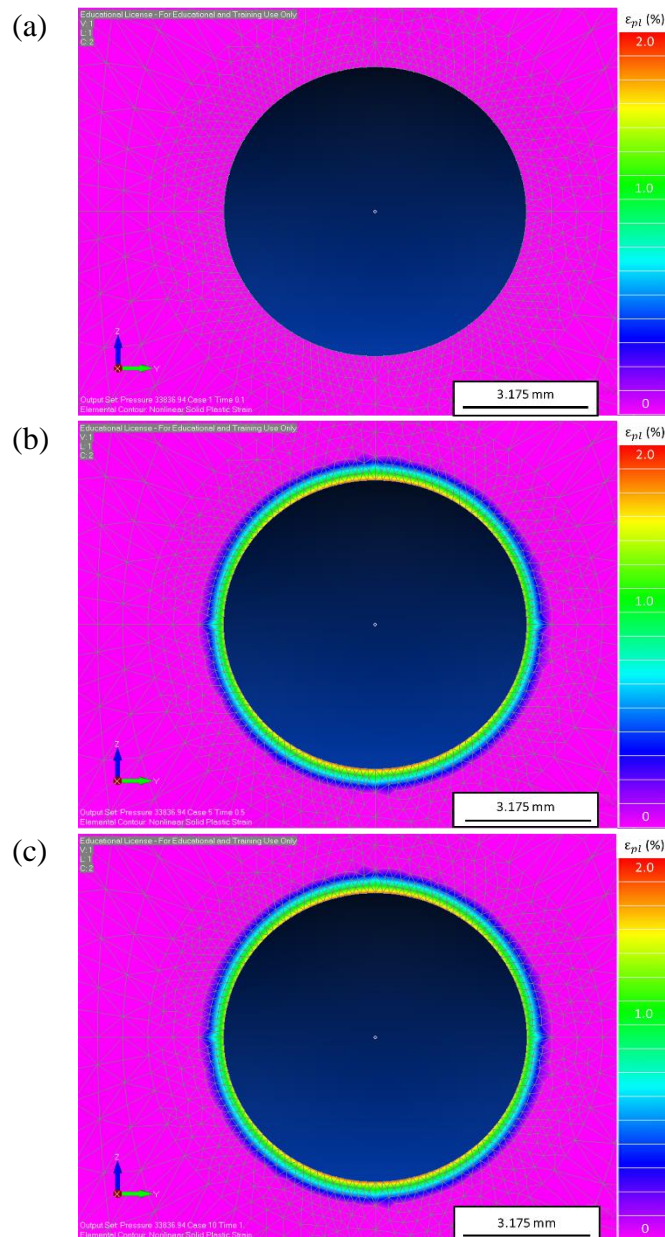 (a)
Educational License - For Educational and Training Use Only
V: 1
L: 1
C: 2
ε_pl (%)
2.0
1.0
0
Z
Y
X
Output Set: Pressure 33836.94 Case 1 Time 0.1
Elemental Contour: Nonlinear Solid Plastic Strain
3.175 mm
(b)
Educational License - For Educational and Training Use Only
V: 1
L: 1
C: 2
ε_pl (%)
2.0
1.0
0
Z
Y
X
Output Set: Pressure 33836.94 Case 5 Time 0.5
Elemental Contour: Nonlinear Solid Plastic Strain
3.175 mm
(c)
Educational License - For Educational and Training Use Only
V: 1
L: 1
C: 2
ε_pl (%)
2.0
1.0
0
Z
Y
X
Output Set: Pressure 33836.94 Case 10 Time 1.
Elemental Contour: Nonlinear Solid Plastic Strain
3.175 mm